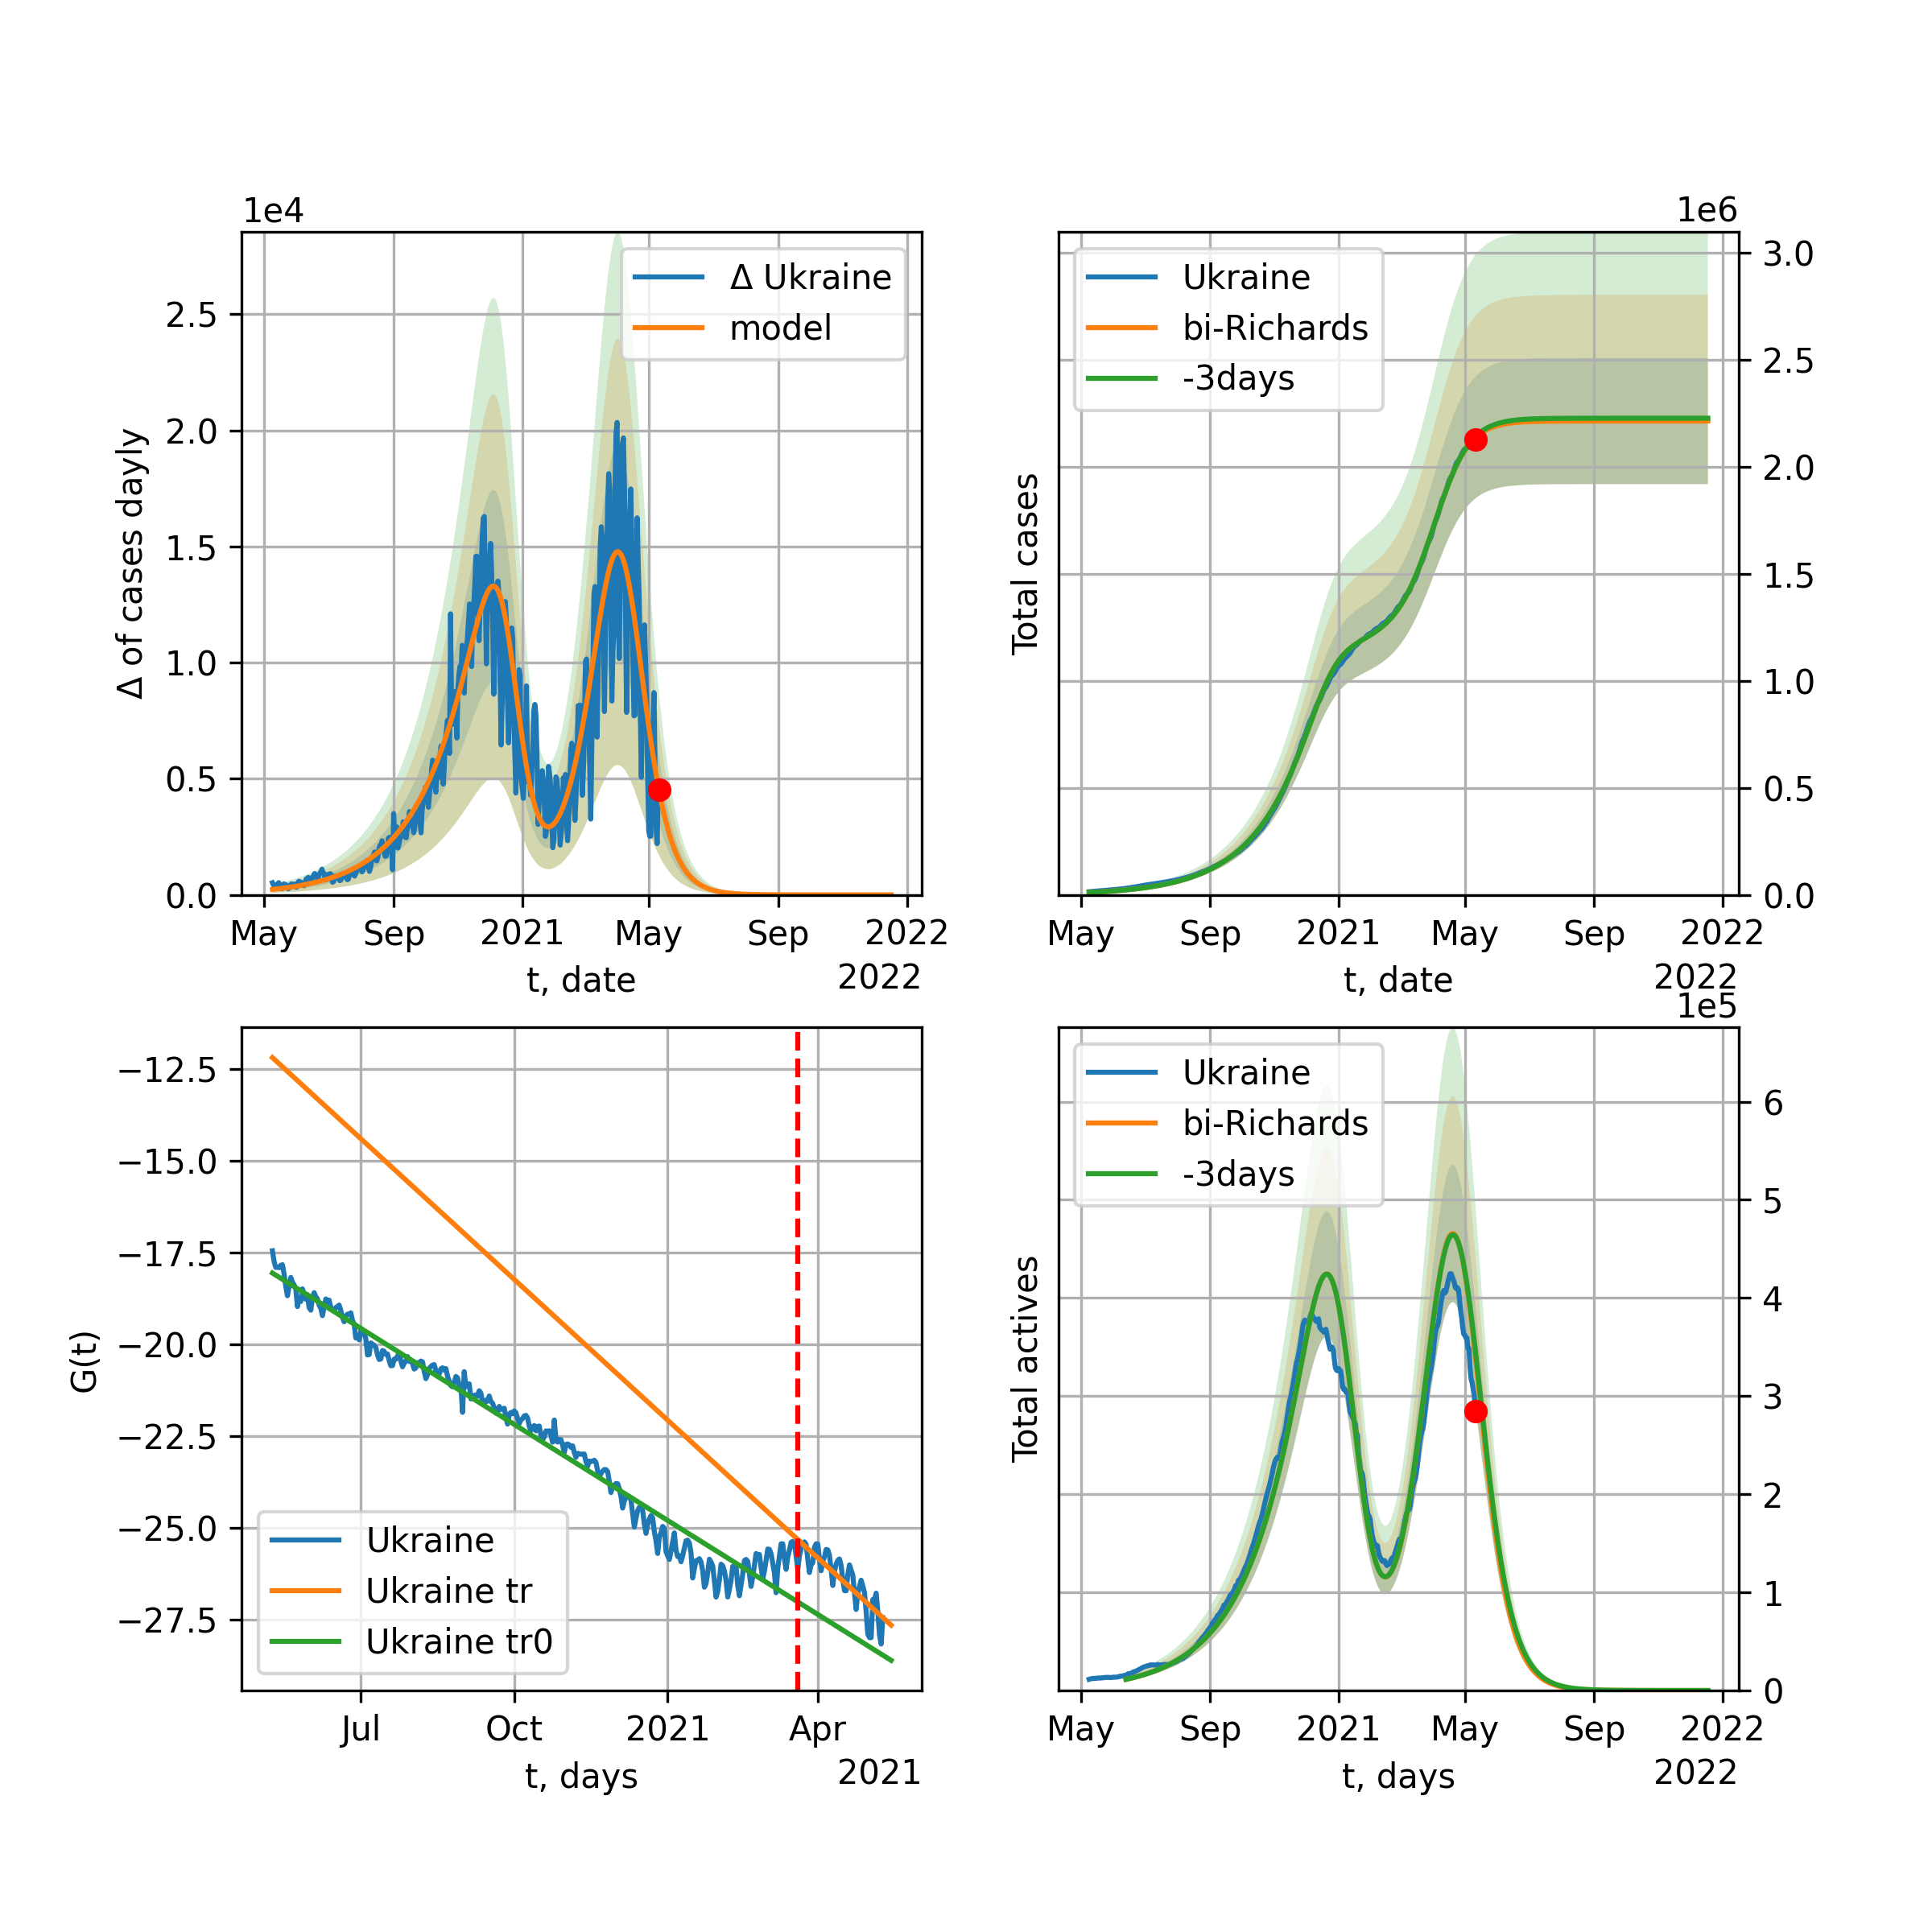 1e4
Δ of cases dayly
2.5
2.0
1.5
1.0
0.5
0.0
Δ Ukraine
model
May Sep 2021 May Sep 2022
t, date
2022
1e6
Total cases
Ukraine
bi-Richards
-3days
3.0
2.5
2.0
1.5
1.0
0.5
0.0
May Sep 2021 May Sep 2022
t, date
2022
G(t)
−12.5
−15.0
−17.5
−20.0
−22.5
−25.0
−27.5
Ukraine
Ukraine tr
Ukraine tr0
Jul Oct 2021 Apr
t, days
2021
1e5
Total actives
Ukraine
bi-Richards
-3days
6
5
4
3
2
1
0
May Sep 2021 May Sep 2022
t, days
2022